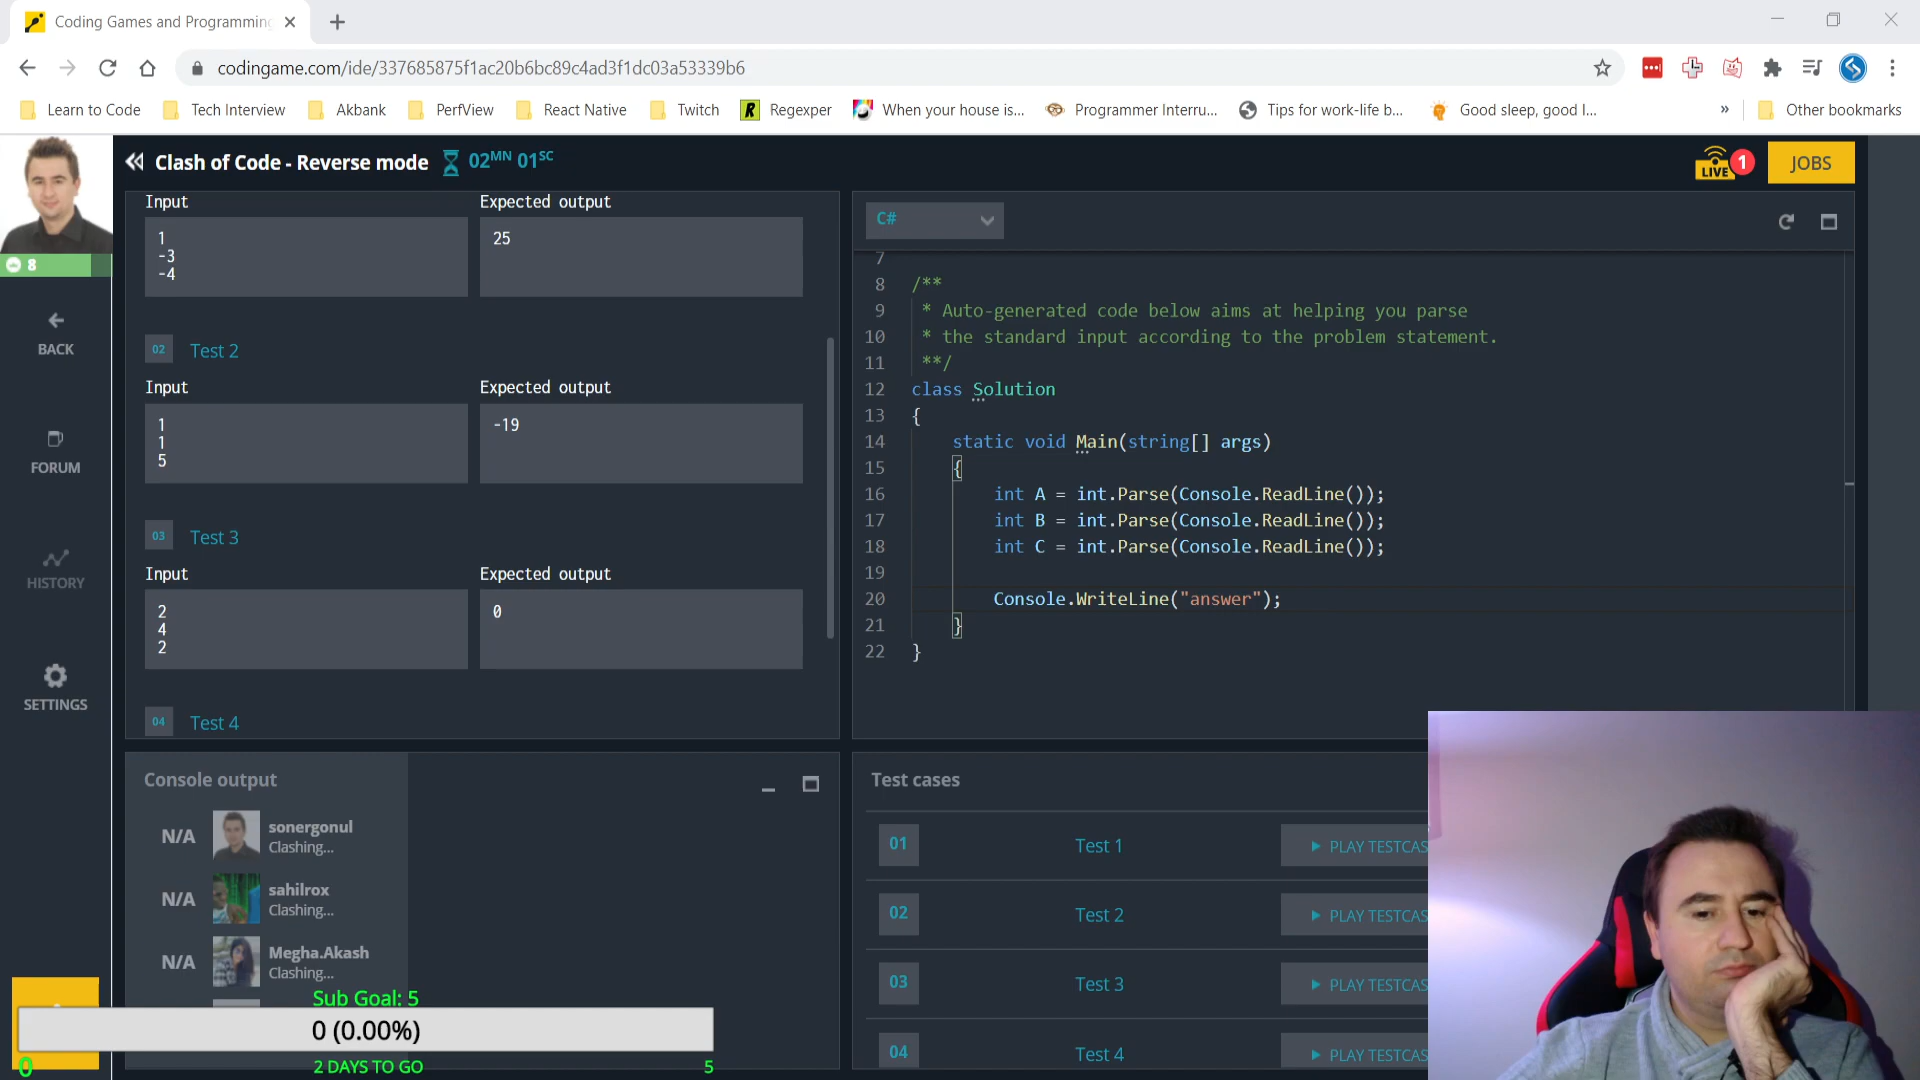 Coding Games and Programming
codingame.com/ide/337685875f1ac20b6bc89c4ad3f1dc03a53339b6
Learn to Code
Tech Interview
Akbank
PerfView
React Native
Twitch
R
Regexper
When your house is...
Programmer Interru...
Tips for work-life b...
Good sleep, good l...
»
Other bookmarks
Clash of Code - Reverse mode
02MN 01SC
LIVE
1
JOBS
8
BACK
FORUM
HISTORY
SETTINGS
Input
Expected output
1
-3
-4
25
02
Test 2
Input
Expected output
1
1
5
-19
03
Test 3
Input
Expected output
2
4
2
0
04
Test 4
C#
7
8 /**
9 * Auto-generated code below aims at helping you parse
10 * the standard input according to the problem statement.
11 **/
12 class Solution
13 {
14 static void Main(string[] args)
15 {
16 int A = int.Parse(Console.ReadLine());
17 int B = int.Parse(Console.ReadLine());
18 int C = int.Parse(Console.ReadLine());
19
20 Console.WriteLine("answer");
21 }
22 }
Console output
N/A
sonergonul
Clashing...
N/A
sahilrox
Clashing...
N/A
Megha.Akash
Clashing...
Sub Goal: 5
0 (0.00%)
0
2 DAYS TO GO
5
Test cases
01
Test 1
PLAY TESTCAS
02
Test 2
PLAY TESTCAS
03
Test 3
PLAY TESTCAS
04
Test 4
PLAY TESTCAS